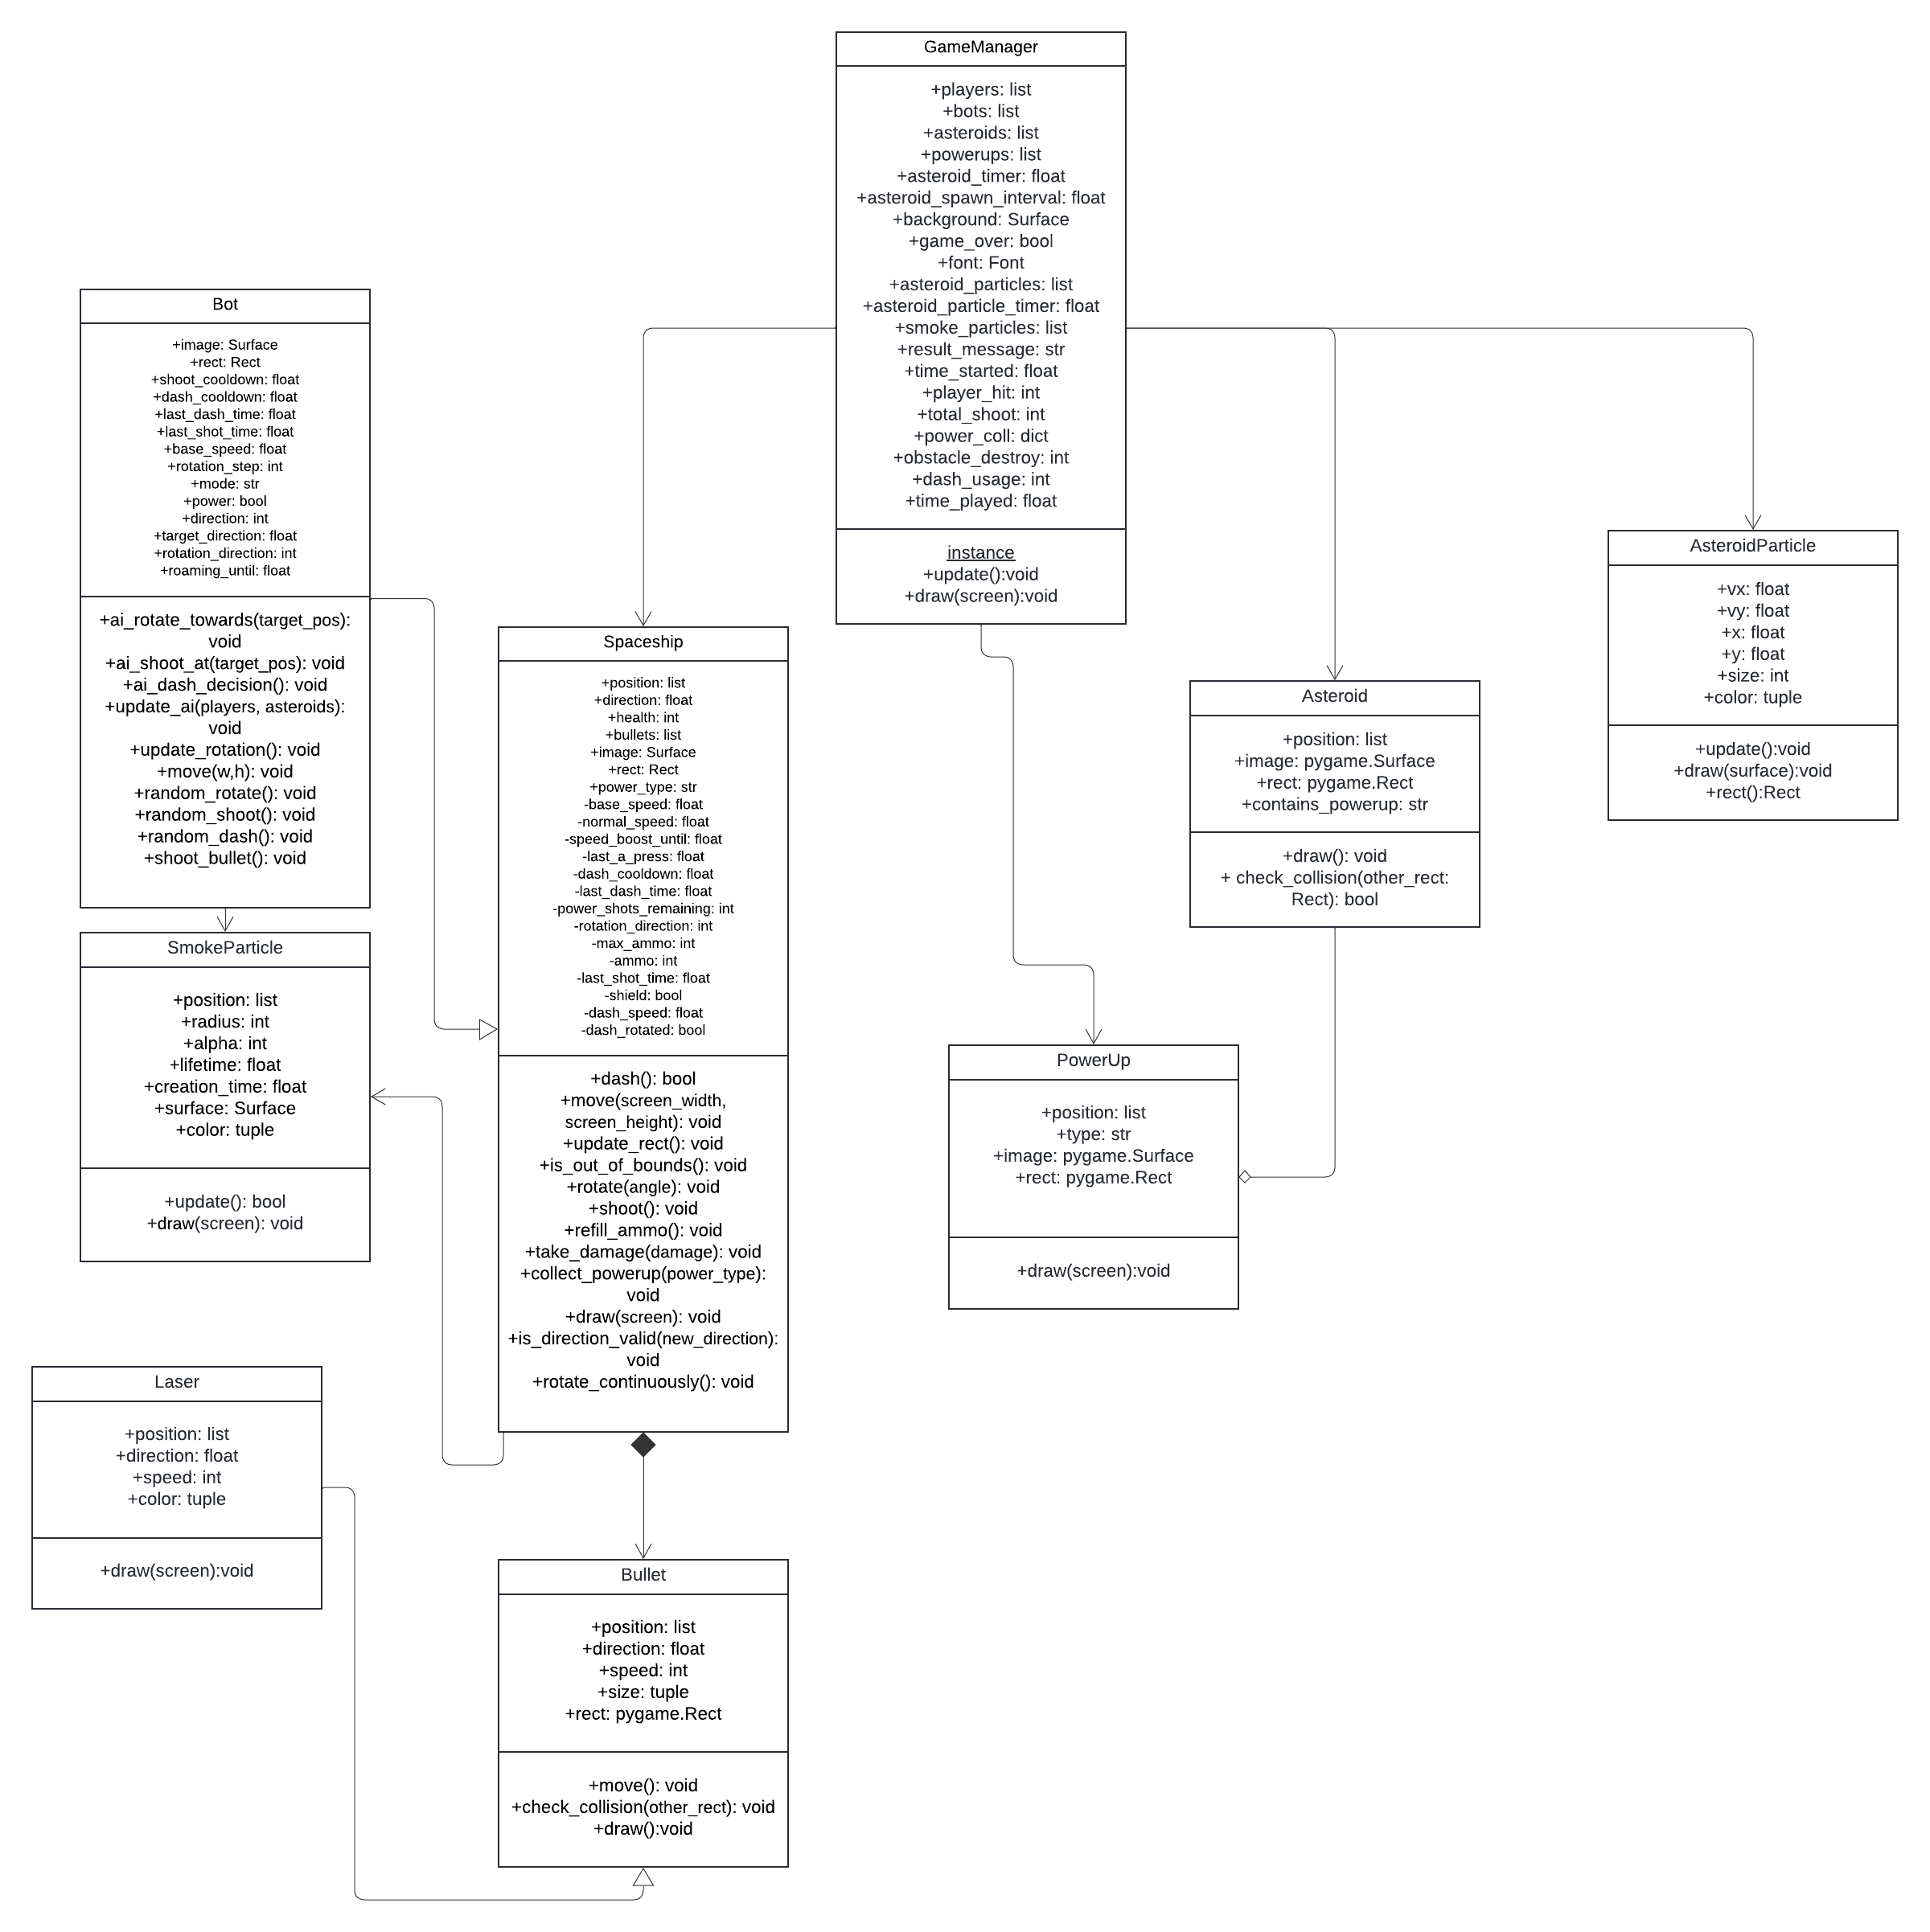 GameManager
+players: list
+bots: list
+asteroids: list
+powerups: list
+asteroid_timer: float
+asteroid_spawn_interval: float
+background: Surface
+game_over: bool
+font: Font
+asteroid_particles: list
+asteroid_particle_timer: float
+smoke_particles: list
+result_message: str
+time_started: float
+player_hit: int
+total_shoot: int
+power_coll: dict
+obstacle_destroy: int
+dash_usage: int
+time_played: float
instance
+update():void
+draw(screen):void
Bot
+image: Surface
+rect: Rect
+shoot_cooldown: float
+dash_cooldown: float
+last_dash_time: float
+last_shot_time: float
+base_speed: float
+rotation_step: int
+mode: str
+power: bool
+direction: int
+target_direction: float
+rotation_direction: int
+roaming_until: float
+ai_rotate_towards(target_pos):
void
+ai_shoot_at(target_pos): void
+ai_dash_decision(): void
+update_ai(players, asteroids):
void
+update_rotation(): void
+move(w,h): void
+random_rotate(): void
+random_shoot(): void
+random_dash(): void
+shoot_bullet(): void
AsteroidParticle
+vx: float
+vy: float
+x: float
+y: float
+size: int
+color: tuple
+update():void
+draw(surface):void
+rect():Rect
Spaceship
+position: list
+direction: float
+health: int
+bullets: list
+image: Surface
+rect: Rect
+power_type: str
-base_speed: float
-normal_speed: float
-speed_boost_until: float
-last_a_press: float
-dash_cooldown: float
-last_dash_time: float
-power_shots_remaining: int
-rotation_direction: int
-max_ammo: int
-ammo: int
-last_shot_time: float
-shield: bool
-dash_speed: float
-dash_rotated: bool
+dash(): bool
+move(screen_width,
screen_height): void
+update_rect(): void
+is_out_of_bounds(): void
+rotate(angle): void
+shoot(): void
+refill_ammo(): void
+take_damage(damage): void
+collect_powerup(power_type):
void
+draw(screen): void
+is_direction_valid(new_direction):
void
+rotate_continuously(): void
Asteroid
+position: list
+image: pygame.Surface
+rect: pygame.Rect
+contains_powerup: str
+draw(): void
+ check_collision(other_rect:
Rect): bool
SmokeParticle
+position: list
+radius: int
+alpha: int
+lifetime: float
+creation_time: float
+surface: Surface
+color: tuple
+update(): bool
+draw(screen): void
PowerUp
+position: list
+type: str
+image: pygame.Surface
+rect: pygame.Rect
+draw(screen):void
Laser
+position: list
+direction: float
+speed: int
+color: tuple
+draw(screen):void
Bullet
+position: list
+direction: float
+speed: int
+size: tuple
+rect: pygame.Rect
+move(): void
+check_collision(other_rect): void
+draw():void